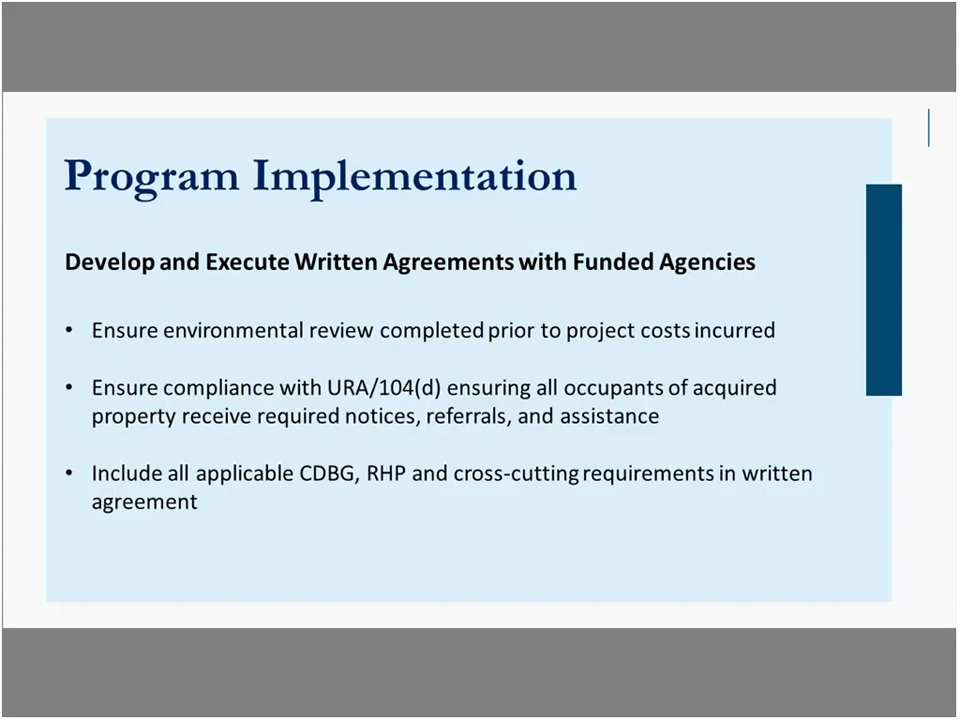 Program Implementation
Develop and Execute Written Agreements with Funded Agencies
• Ensure environmental review completed prior to project costs incurred
• Ensure compliance with URA/104(d) ensuring all occupants of acquired
property receive required notices, referrals, and assistance
• Include all applicable CDBG, RHP and cross-cutting requirements in written
agreement